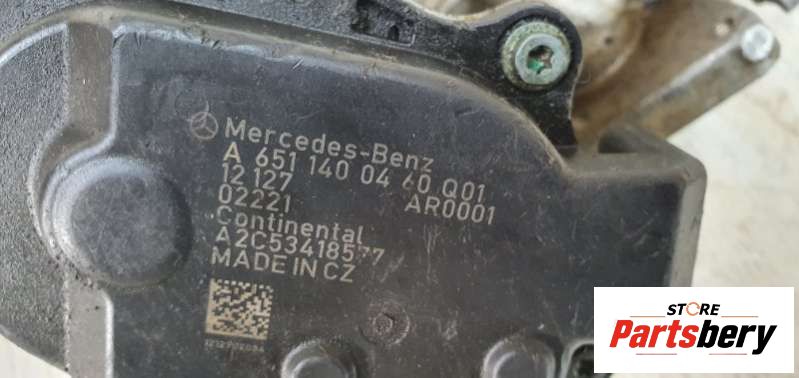 Mercedes-Benz
A 651 140 04 60 Q01
12 127 AR0001
02221
Continental
A2C53418577
MADE IN CZ
STORE
Partsbery